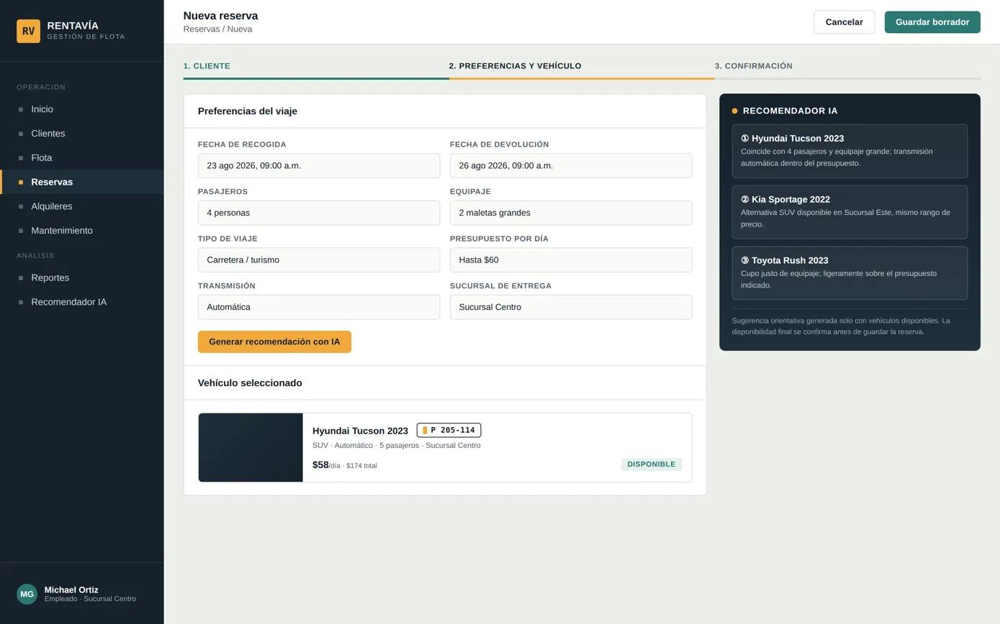 RV
RENTAVÍA
GESTIÓN DE FLOTA
OPERACIÓN
Inicio
Clientes
Flota
Reservas
Alquileres
Mantenimiento
ANÁLISIS
Reportes
Recomendador IA
MG
Michael Ortiz
Empleado · Sucursal Centro
Nueva reserva
Reservas / Nueva
Cancelar
Guardar borrador
1. CLIENTE
2. PREFERENCIAS Y VEHÍCULO
3. CONFIRMACIÓN
Preferencias del viaje
FECHA DE RECOGIDA
23 ago 2026, 09:00 a.m.
FECHA DE DEVOLUCIÓN
26 ago 2026, 09:00 a.m.
PASAJEROS
4 personas
EQUIPAJE
2 maletas grandes
TIPO DE VIAJE
Carretera / turismo
PRESUPUESTO POR DÍA
Hasta $60
TRANSMISIÓN
Automática
SUCURSAL DE ENTREGA
Sucursal Centro
Generar recomendación con IA
Vehículo seleccionado
Hyundai Tucson 2023
P 205-114
SUV · Automático · 5 pasajeros · Sucursal Centro
$58/día · $174 total
DISPONIBLE
RECOMENDADOR IA
① Hyundai Tucson 2023
Coincide con 4 pasajeros y equipaje grande; transmisión
automática dentro del presupuesto.
② Kia Sportage 2022
Alternativa SUV disponible en Sucursal Este, mismo rango de
precio.
③ Toyota Rush 2023
Cupo justo de equipaje; ligeramente sobre el presupuesto
indicado.
Sugerencia orientativa generada solo con vehículos disponibles. La
disponibilidad final se confirma antes de guardar la reserva.